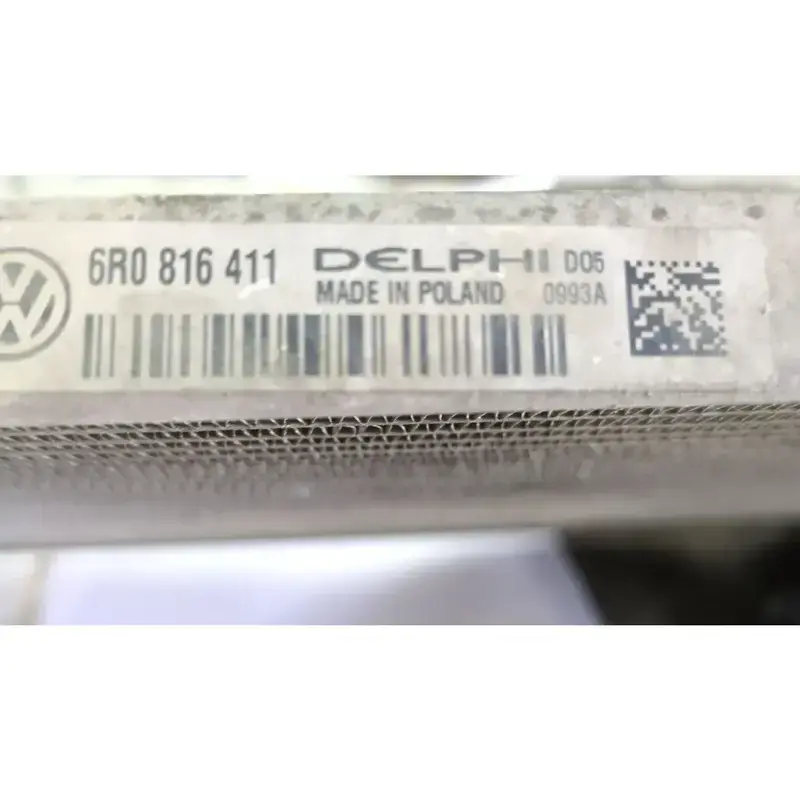 6R0 816 411 DELPHI D05
MADE IN POLAND 0993A